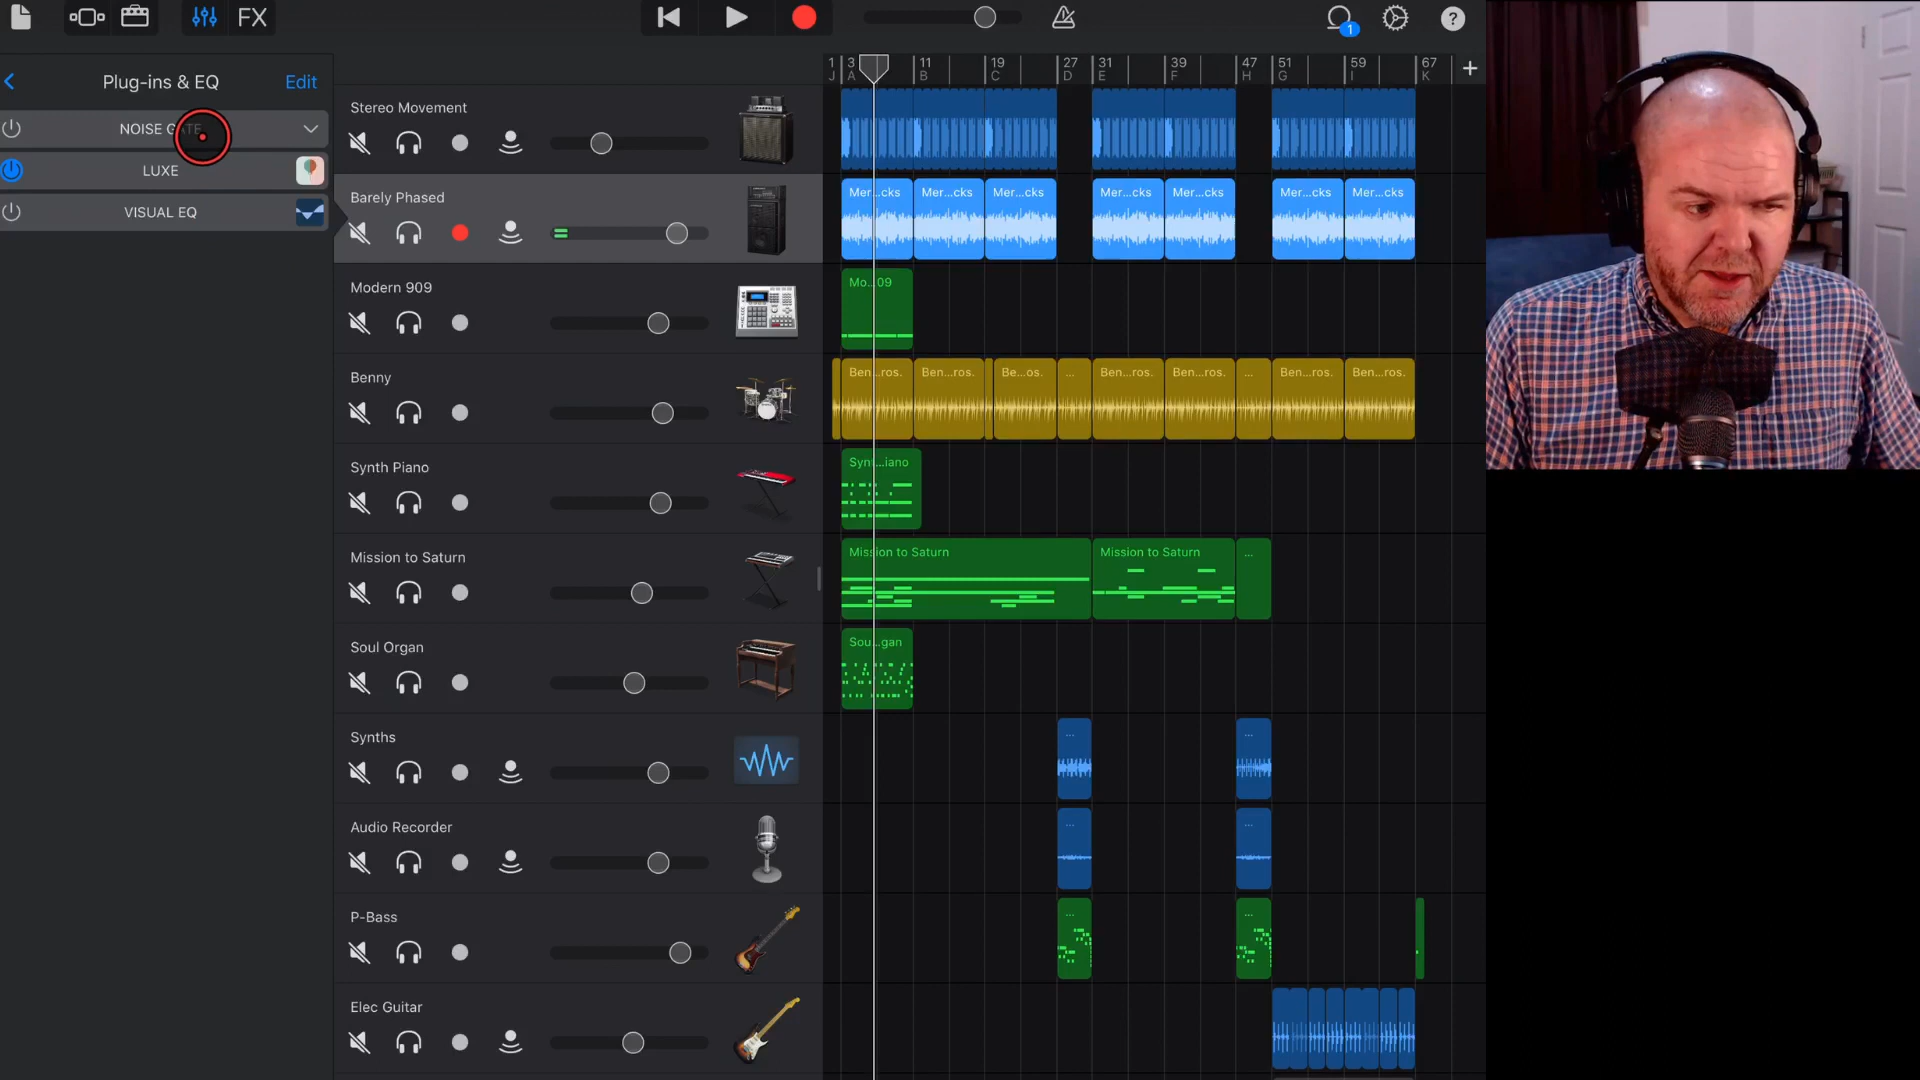 FX
1
?
Plug-ins & EQ
Edit
NOISE GATE
LUXE
VISUAL EQ
1 3 11 19 27 31 39 47 51 59 67
J A B C D E F H G I K
+
Stereo Movement
Barely Phased
Mer...cks Mer...cks Mer...cks Mer...cks Mer...cks Mer...cks Mer...cks
Modern 909
Mo...09
Benny
Ben...ros. Ben...ros. Be...os. ... Ben...ros. Ben...ros. ... Ben...ros. Ben...ros.
Synth Piano
Synt...iano
Mission to Saturn
Mission to Saturn Mission to Saturn ...
Soul Organ
Sou...gan
Synths
... ...
Audio Recorder
... ...
P-Bass
... ...
Elec Guitar